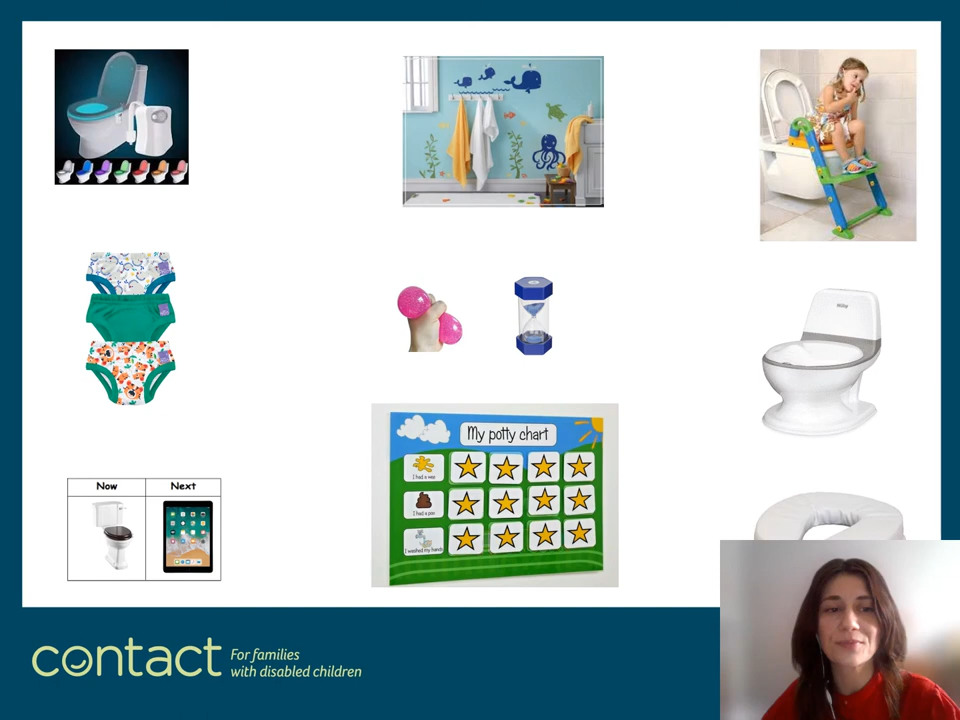 My potty chart
I had a wee
I had a poo
I washed my hands
Now Next
contact For families
with disabled children